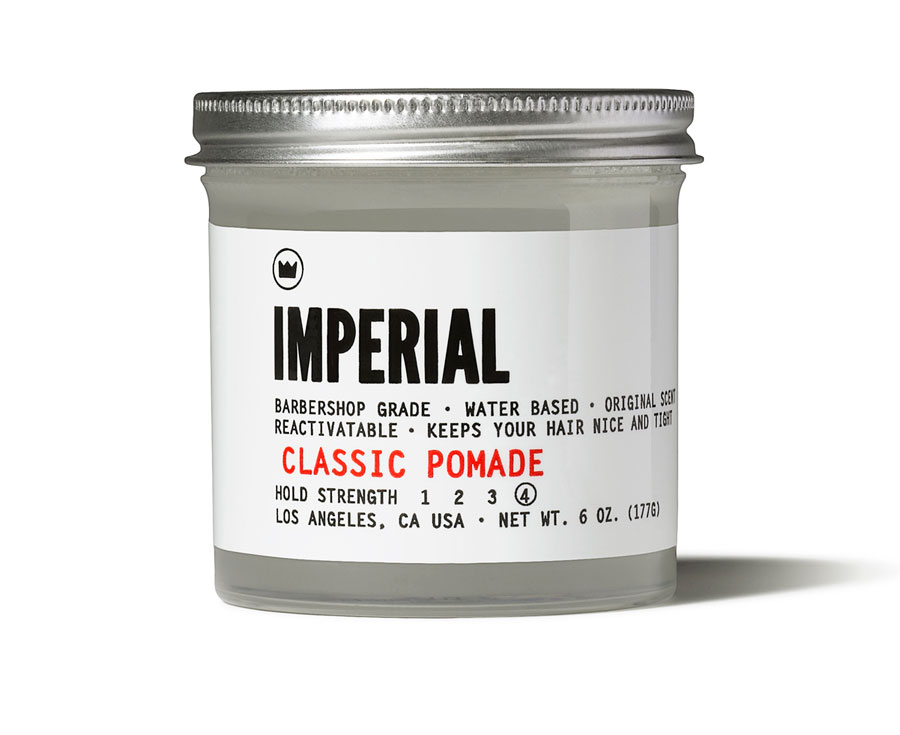 IMPERIAL
BARBERSHOP GRADE · WATER BASED · ORIGINAL SCENT
REACTIVATABLE · KEEPS YOUR HAIR NICE AND TIGHT
CLASSIC POMADE
HOLD STRENGTH 1 2 3 4
LOS ANGELES, CA USA · NET WT. 6 OZ. (177G)